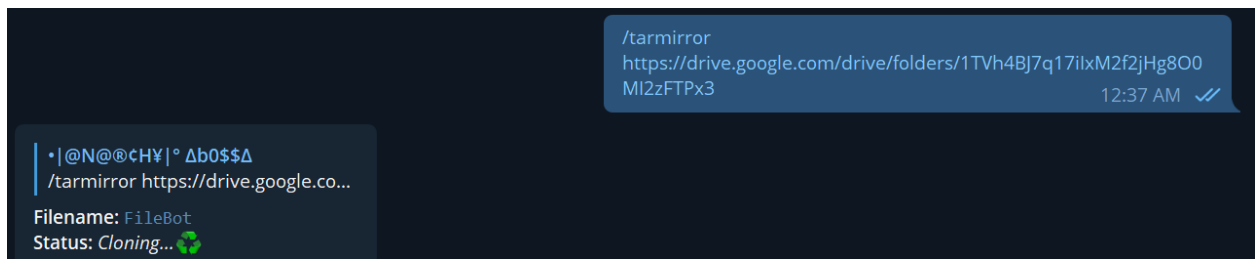 /tarmirror
https://drive.google.com/drive/folders/1TVh4BJ7q17iIxM2f2jHg8O0
MI2zFTPx3
12:37 AM
•|@N@®¢H¥|° Δb0$$Δ
/tarmirror https://drive.google.co...
Filename: FileBot
Status: Cloning...♻